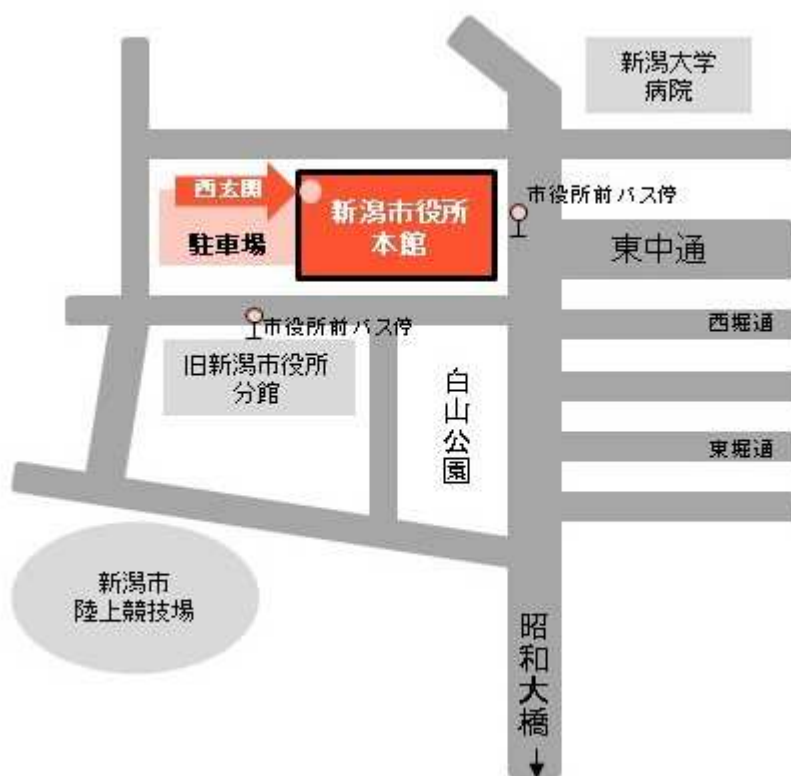 新潟大学
病院
西玄関
新潟市役所
本館
市役所前バス停
駐車場
東中通
市役所前バス停
西堀通
旧新潟市役所
分館
白山公園
東堀通
新潟市
陸上競技場
昭和大橋